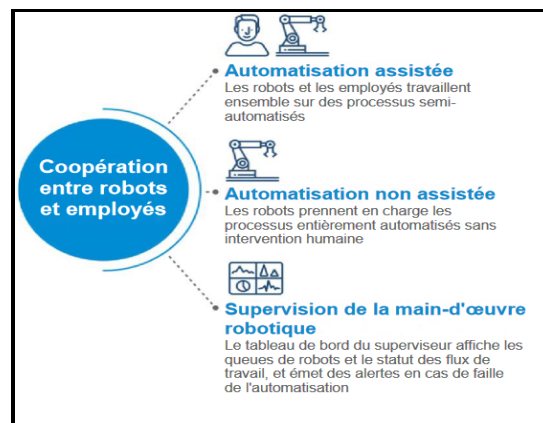 Coopération
entre robots
et employés
Automatisation assistée
Les robots et les employés travaillent
ensemble sur des processus semi-
automatisés
Automatisation non assistée
Les robots prennent en charge les
processus entièrement automatisés sans
intervention humaine
Supervision de la main-d'œuvre
robotique
Le tableau de bord du superviseur affiche les
queues de robots et le statut des flux de
travail, et émet des alertes en cas de faille
de l'automatisation